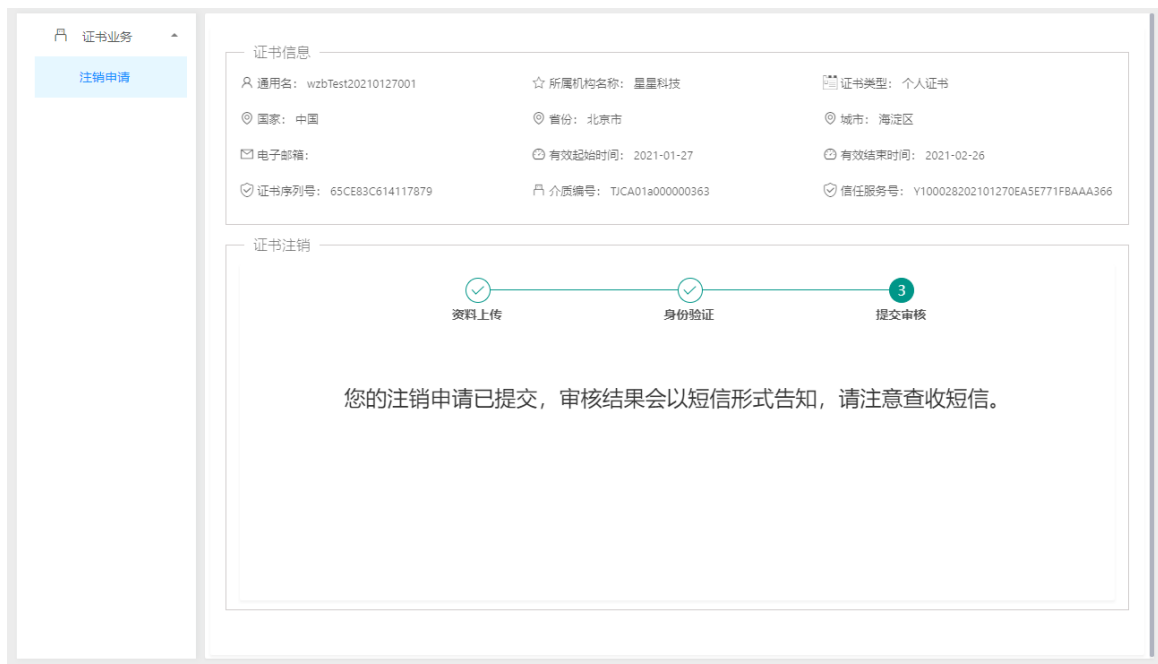 证书业务
注销申请
证书信息
通用名: wzbTest20210127001 所属机构名称: 星星科技 证书类型: 个人证书
国家: 中国 省份: 北京市 城市: 海淀区
电子邮箱: 有效起始时间: 2021-01-27 有效结束时间: 2021-02-26
证书序列号: 65CE83C614117879 介质编号: TJCA01a000000363 信任服务号: Y100028202101270EA5E771FBAAA366
证书注销
3
资料上传 身份验证 提交审核
您的注销申请已提交，审核结果会以短信形式告知，请注意查收短信。